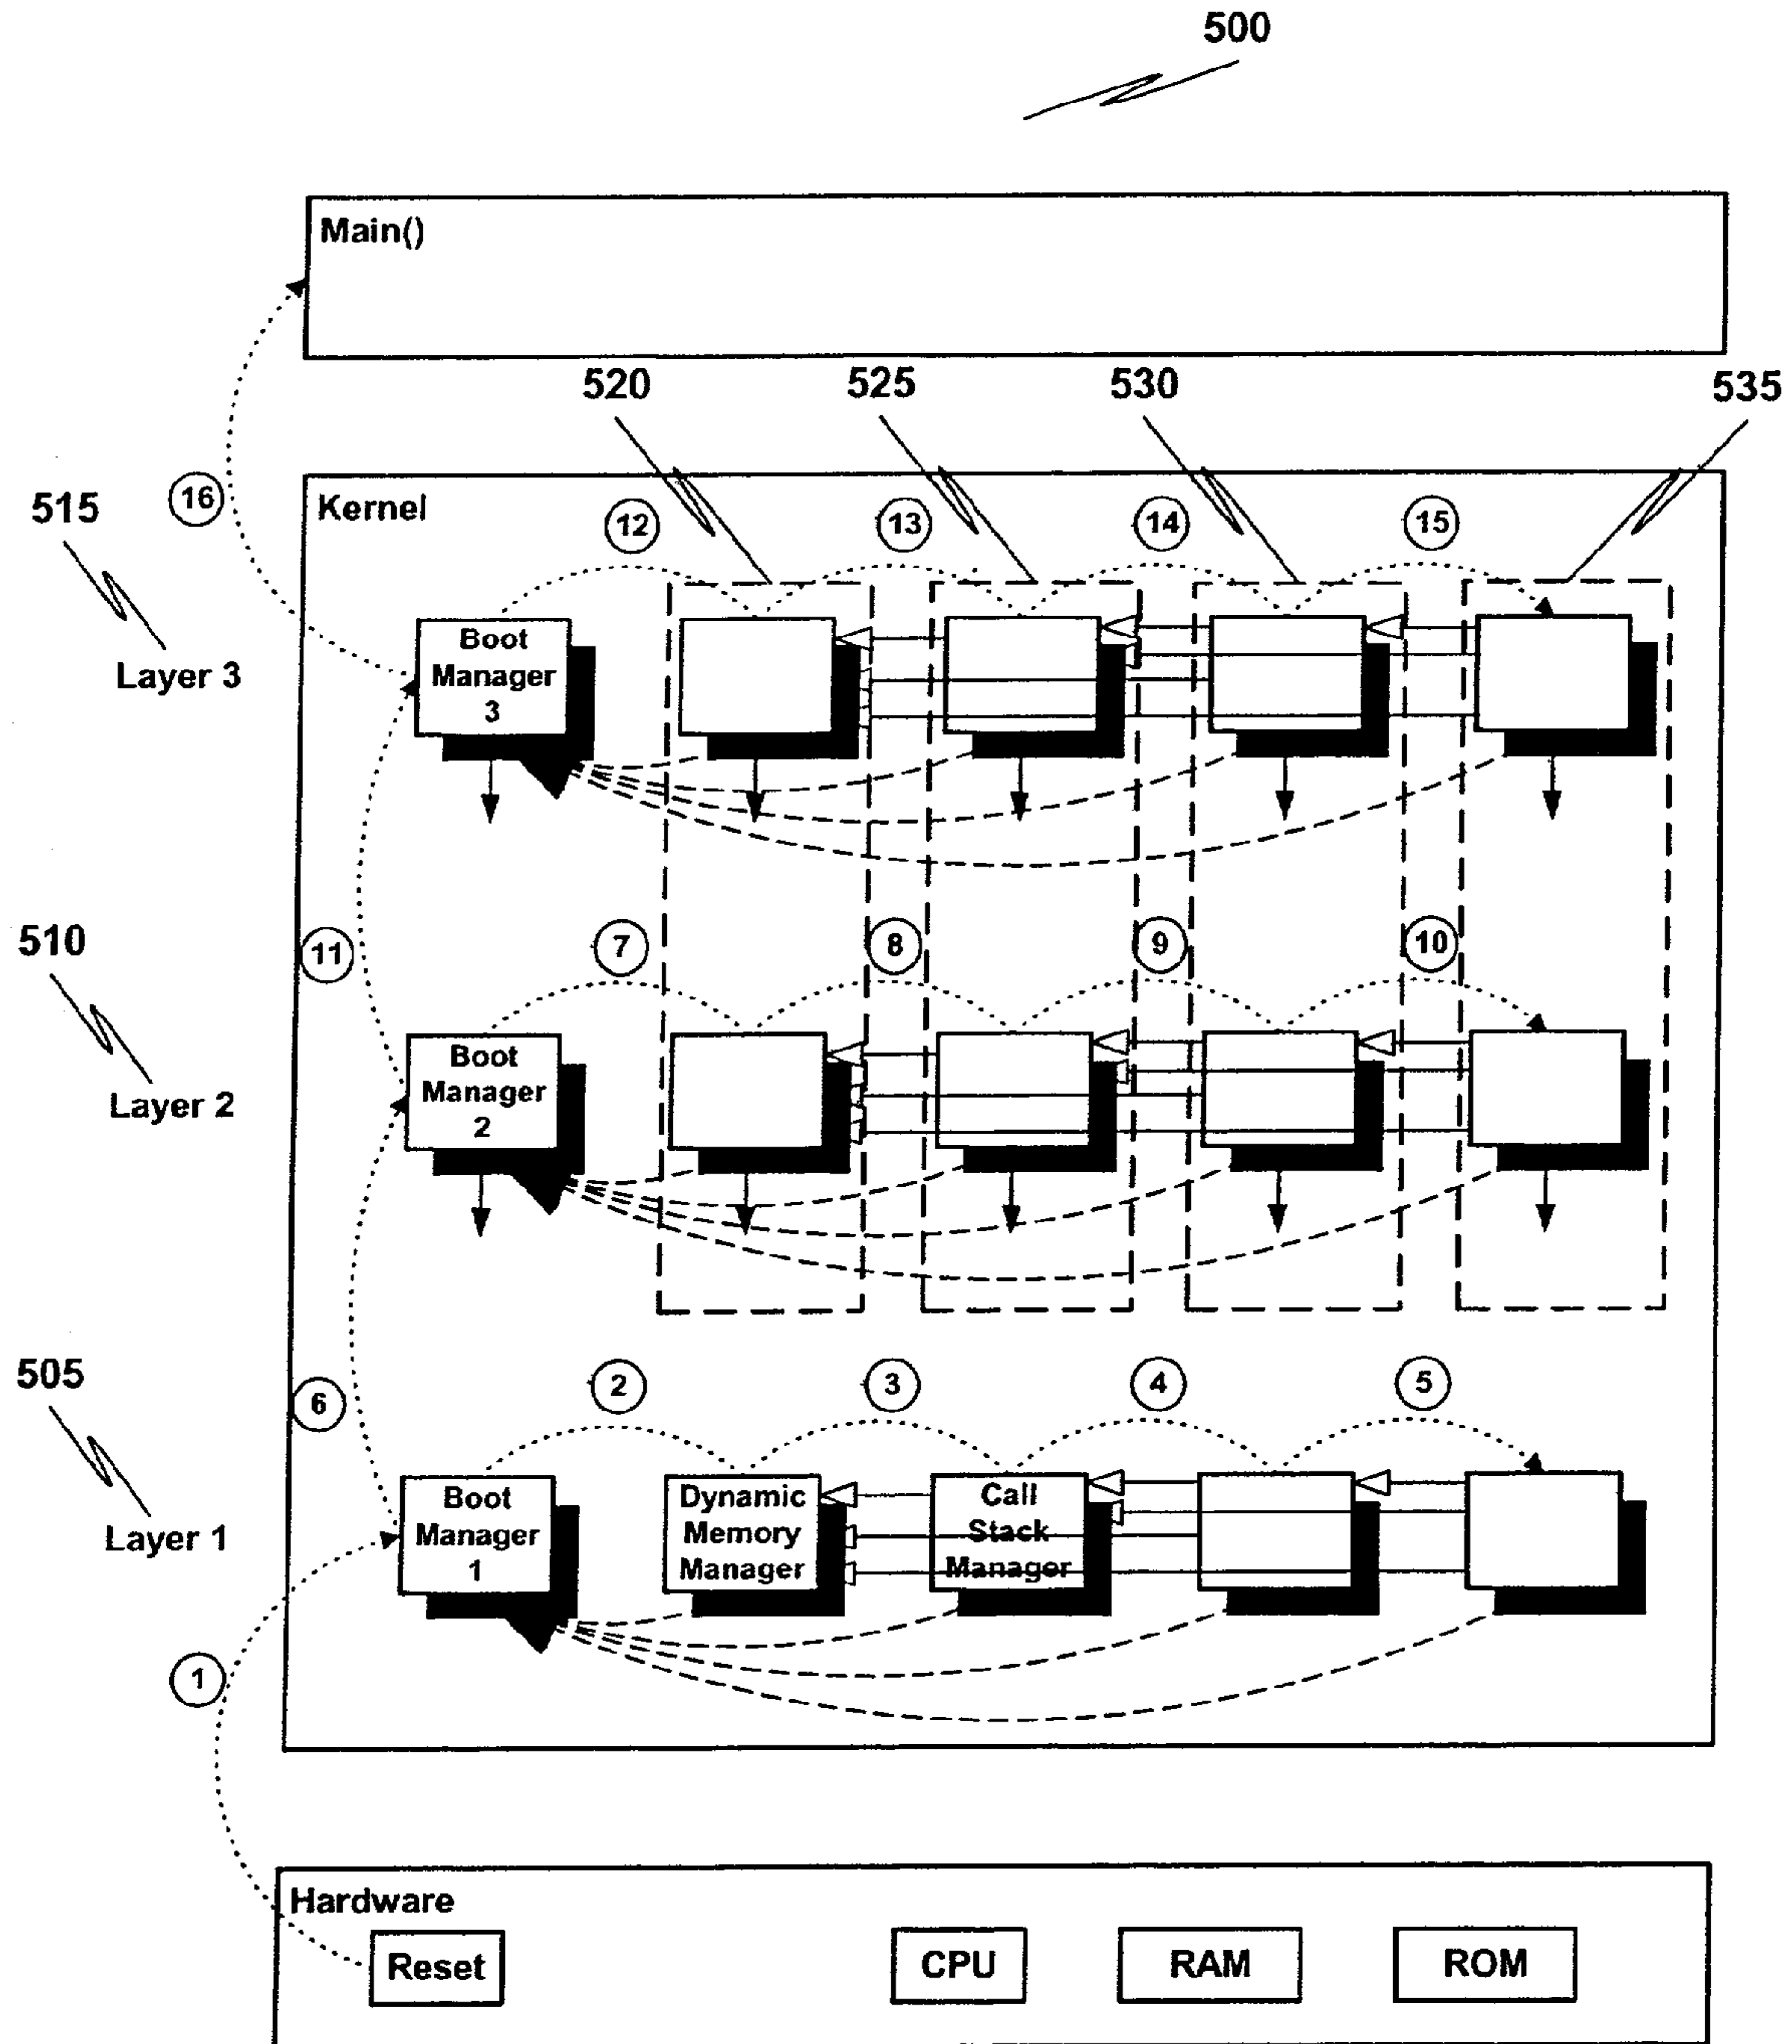 500
Main()
520
525
530
535
16
515
Kernel
12
13
14
15
Boot
Manager
3
Layer 3
510
11
7
8
9
10
Boot
Manager
2
Layer 2
505
6
2
3
4
5
Boot
Manager
1
Dynamic
Memory
Manager
Call
Stack
Manager
Layer 1
1
Hardware
Reset
CPU
RAM
ROM